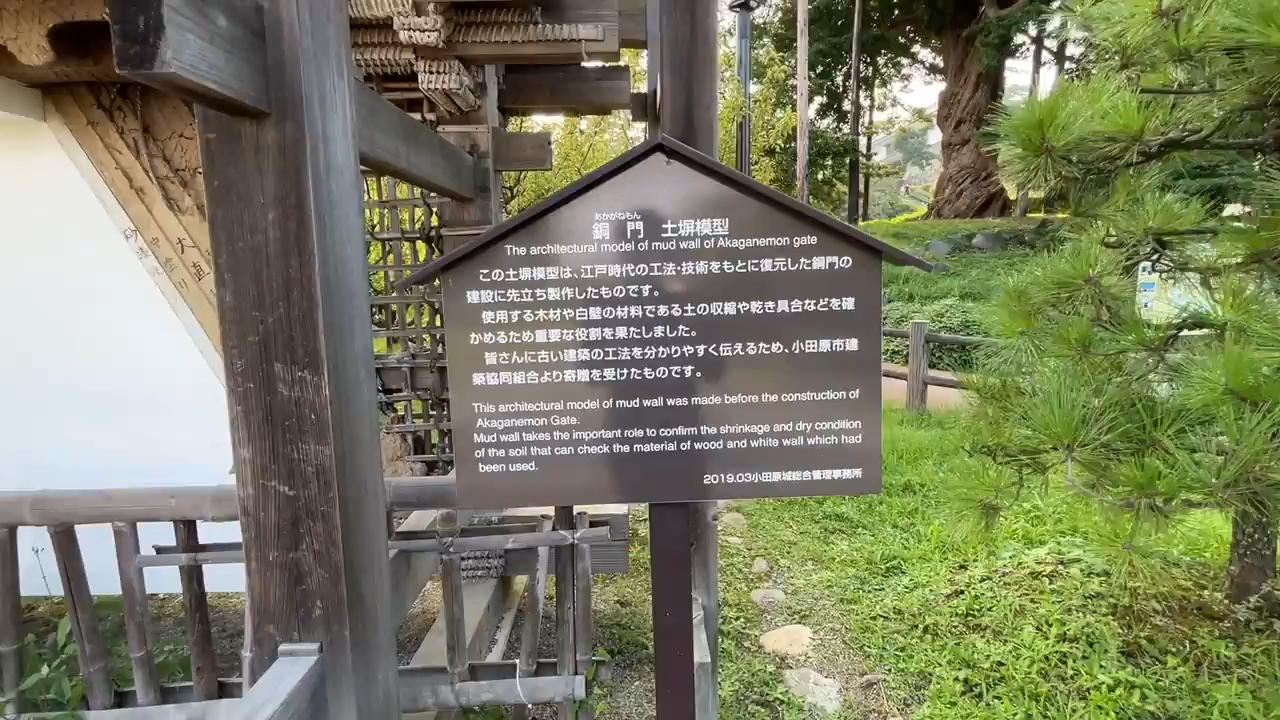 あかがねもん
銅門 土塀模型
The architectural model of mud wall of Akaganemon gate
この土塀模型は、江戸時代の工法・技術をもとに復元した銅門の
建設に先立ち製作したものです。
使用する木材や白壁の材料である土の収縮や乾き具合などを確
かめるため重要な役割を果たしました。
皆さんに古い建築の工法を分かりやすく伝えるため、小田原市建
築協同組合より寄贈を受けたものです。
This architectural model of mud wall was made before the construction of
Akaganemon Gate.
Mud wall takes the important role to confirm the shrinkage and dry condition
of the soil that can check the material of wood and white wall which had
been used.
2019.03小田原城総合管理事務所